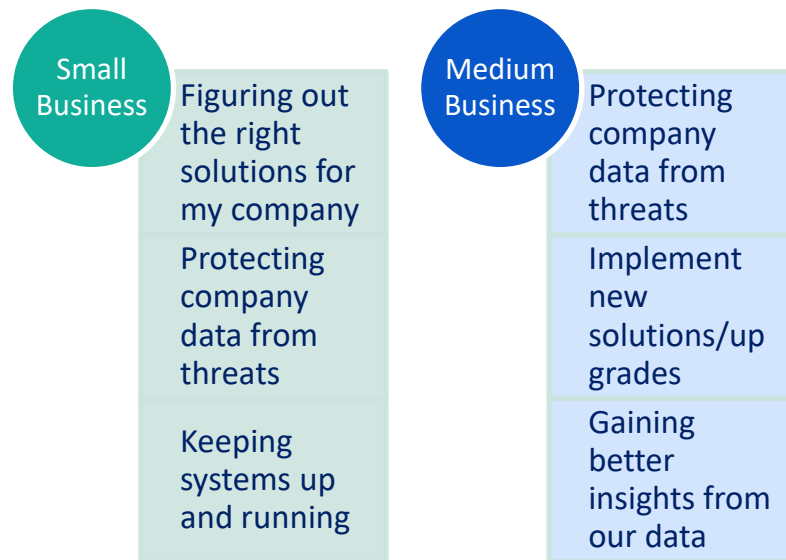 Small
Business
Figuring out
the right
solutions for
my company
Protecting
company
data from
threats
Keeping
systems up
and running
Medium
Business
Protecting
company
data from
threats
Implement
new
solutions/up
grades
Gaining
better
insights from
our data